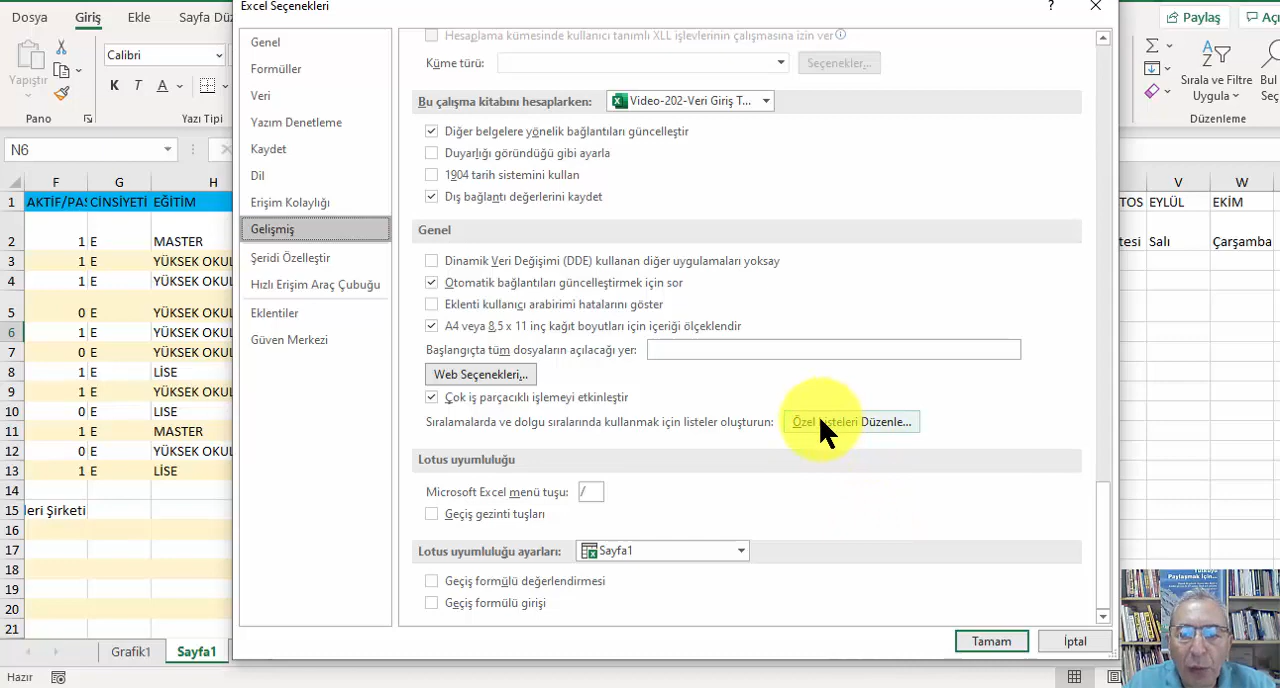 Excel Seçenekleri
?
Dosya
Giriş
Ekle
Sayfa Dü
Paylaş
Yapıştır
Pano
Calibri
K T A
Yazı Tipi
Sırala ve Filtre
Uygula
Bul
Seç
Düzenleme
N6
Genel
Formüller
Veri
Yazım Denetleme
Kaydet
Dil
Erişim Kolaylığı
Gelişmiş
Şeridi Özelleştir
Hızlı Erişim Araç Çubuğu
Eklentiler
Güven Merkezi
Hesaplama kümesinde kullanıcı tanımlı XLL işlevlerinin çalışmasına izin ver
Küme türü:
Seçenekler...
Bu çalışma kitabını hesaplarken: Video-202-Veri Giriş T...
Diğer belgelere yönelik bağlantıları güncelleştir
Duyarlığı göründüğü gibi ayarla
1904 tarih sistemini kullan
Dış bağlantı değerlerini kaydet
Genel
Dinamik Veri Değişimi (DDE) kullanan diğer uygulamaları yoksay
Otomatik bağlantıları güncelleştirmek için sor
Eklenti kullanıcı arabirimi hatalarını göster
A4 veya 8,5 x 11 inç kağıt boyutları için içeriği ölçeklendir
Başlangıçta tüm dosyaların açılacağı yer:
Web Seçenekleri...
Çok iş parçacıklı işlemeyi etkinleştir
Sıralamalarda ve dolgu sıralarında kullanmak için listeler oluşturun: Özel Listeleri Düzenle...
Lotus uyumluluğu
Microsoft Excel menü tuşu: /
Geçiş gezinti tuşları
Lotus uyumluluğu ayarları: Sayfa1
Geçiş formülü değerlendirmesi
Geçiş formülü girişi
Tamam
İptal
F G H
1 AKTİF/PAS CİNSİYETİ EĞİTİM
2 1 E MASTER
3 1 E YÜKSEK OKUL
4 1 E YÜKSEK OKUL
5 0 E YÜKSEK OKUL
6 1 E YÜKSEK OKUL
7 0 E YÜKSEK OKUL
8 1 E LİSE
9 1 E YÜKSEK OKUL
10 0 E LISE
11 1 E MASTER
12 0 E YÜKSEK OKUL
13 1 E LİSE
14
15 leri Şirketi
16
17
18
19
20
21
V W
TOS EYLÜL EKİM
tesi Salı Çarşamba
Grafik1
Sayfa1
Hazır
Paylaşmak İçin...